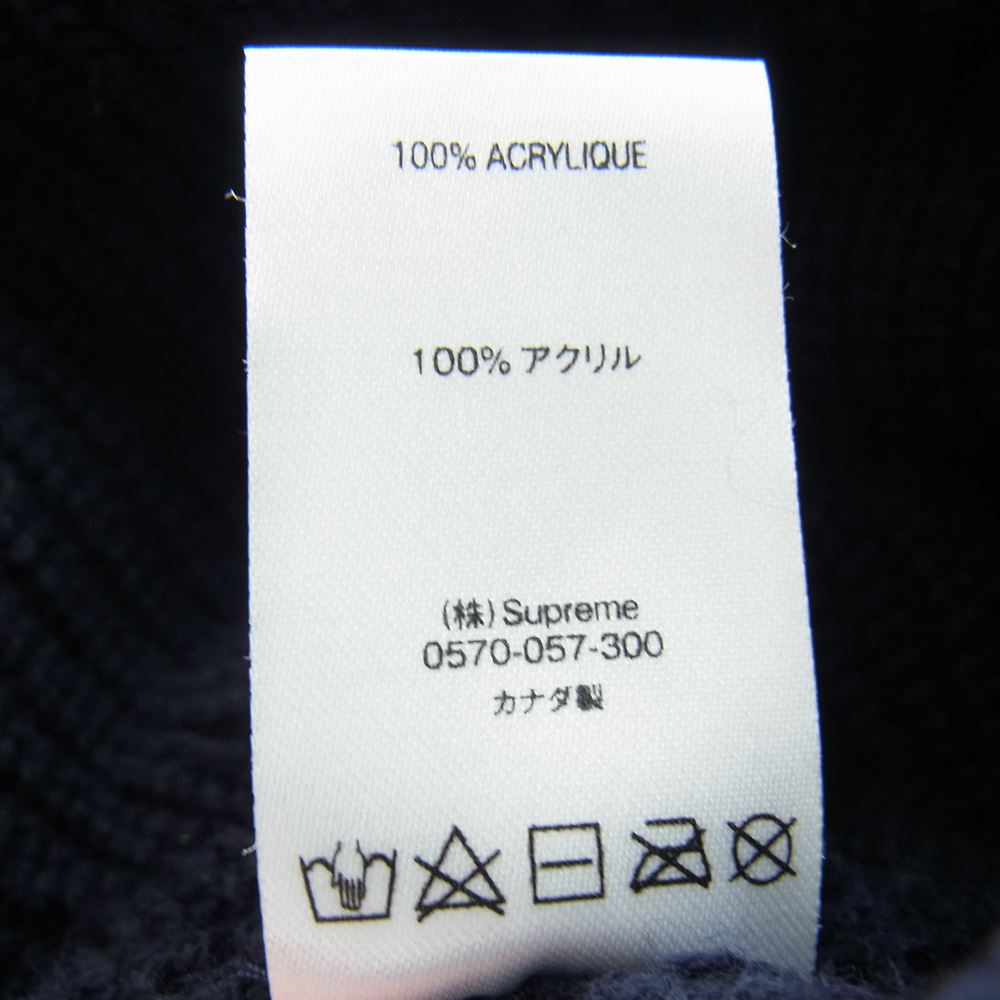 100% ACRYLIQUE
100% アクリル
(株) Supreme
0570-057-300
カナダ製